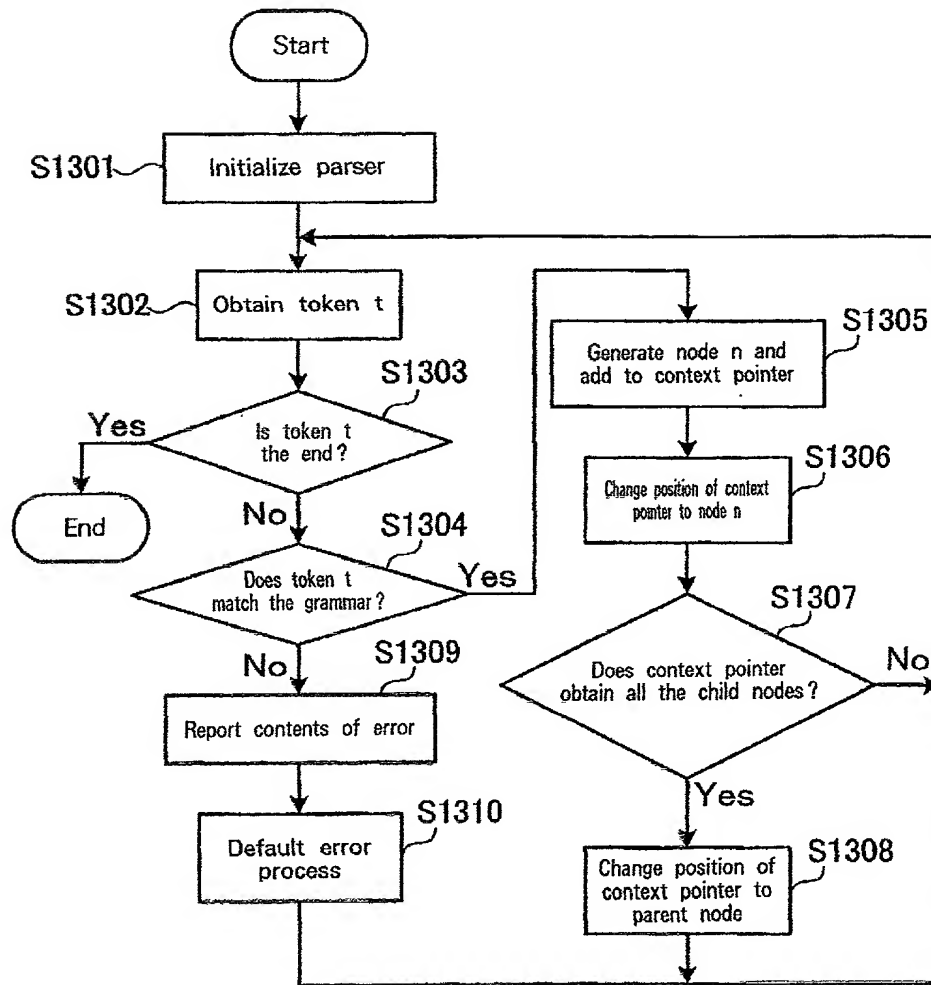 Start
S1301
Initialize parser
S1302
Obtain token t
S1303
Yes
Is token t
the end?
End
No
S1304
Does token t
match the grammar?
Yes
No
S1309
Report contents of error
S1310
Default error
process
S1305
Generate node n and
add to context pointer
S1306
Change position of context
pointer to node n
S1307
Does context pointer
obtain all the child nodes?
No
Yes
S1308
Change position of
context pointer to
parent node